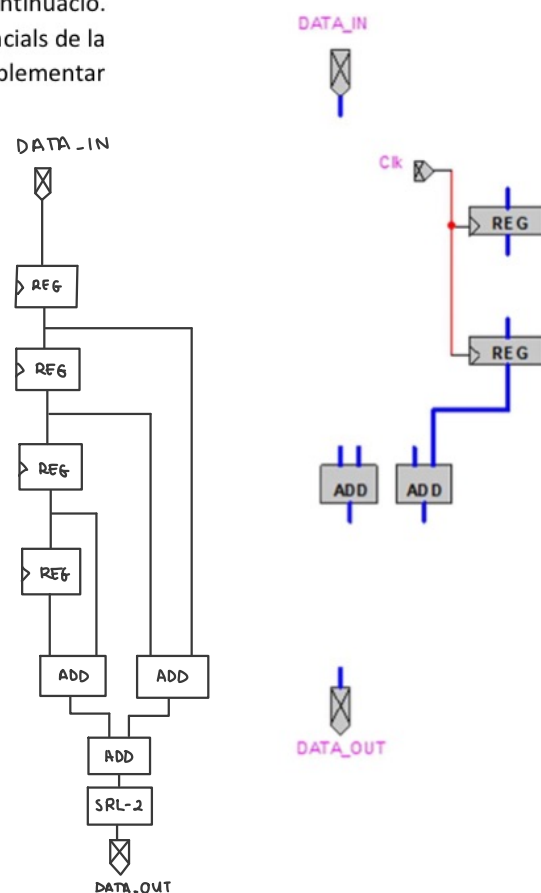 ntinuació.
ncials de la
plementar
DATA_IN
REG
REG
REG
REG
ADD
ADD
ADD
SRL-2
DATA_OUT
DATA_IN
Clk
REG
REG
ADD
ADD
DATA_OUT